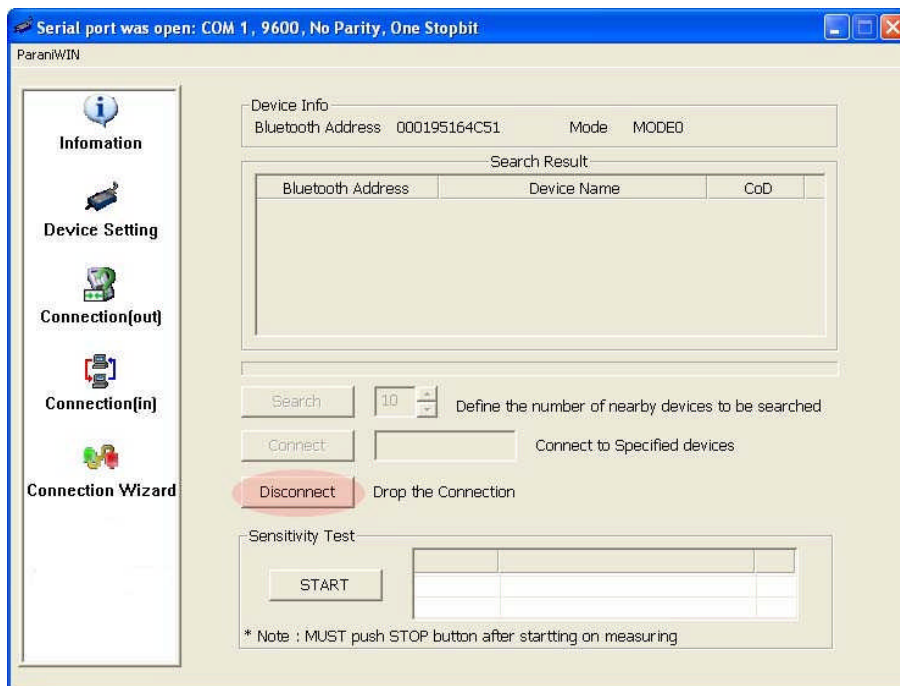 Serial port was open: COM 1, 9600, No Parity, One Stopbit
ParaniWIN
Infomation
Device Setting
Connection(out)
Connection(in)
Connection Wizard
Device Info
Bluetooth Address 000195164C51 Mode MODE0
Search Result
Bluetooth Address Device Name CoD
Search 10 Define the number of nearby devices to be searched
Connect Connect to Specified devices
Disconnect Drop the Connection
Sensitivity Test
START
* Note : MUST push STOP button after startting on measuring